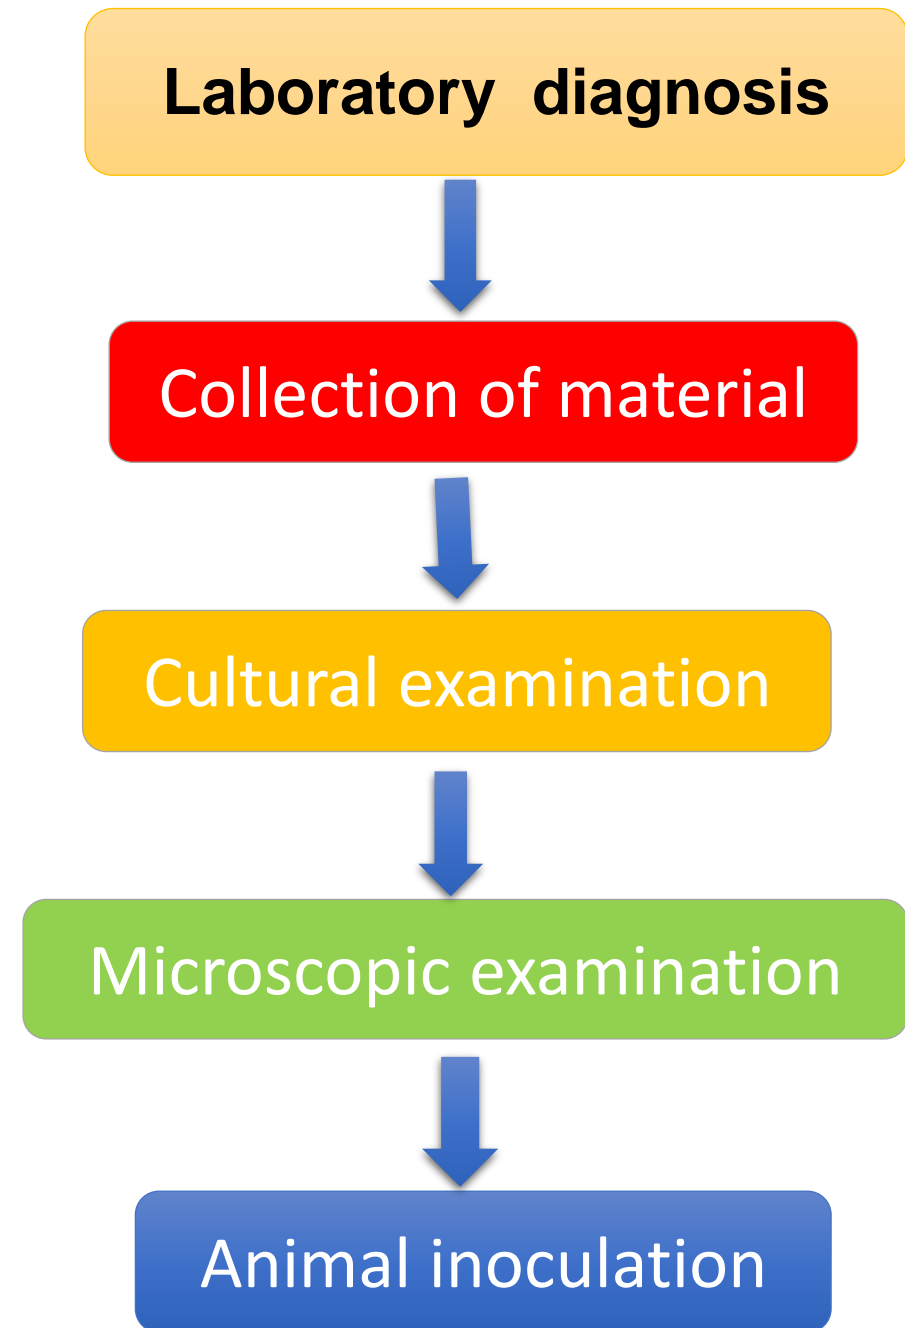 Laboratory diagnosis
Collection of material
Cultural examination
Microscopic examination
Animal inoculation